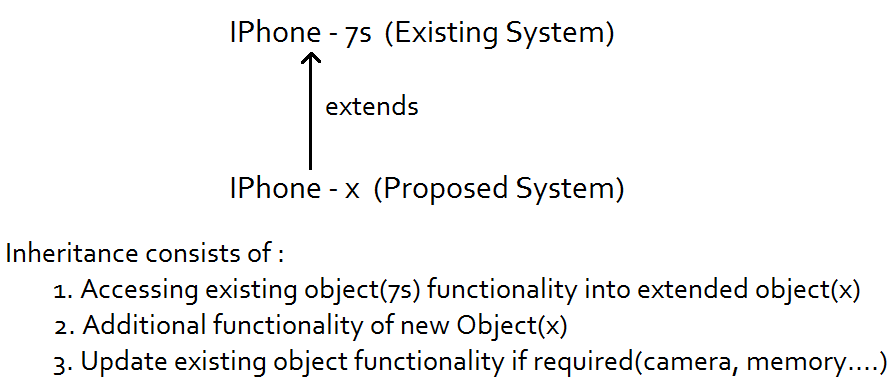 IPhone - 7s (Existing System)
extends
IPhone - x (Proposed System)
Inheritance consists of :
1. Accessing existing object(7s) functionality into extended object(x)
2. Additional functionality of new Object(x)
3. Update existing object functionality if required(camera, memory....)